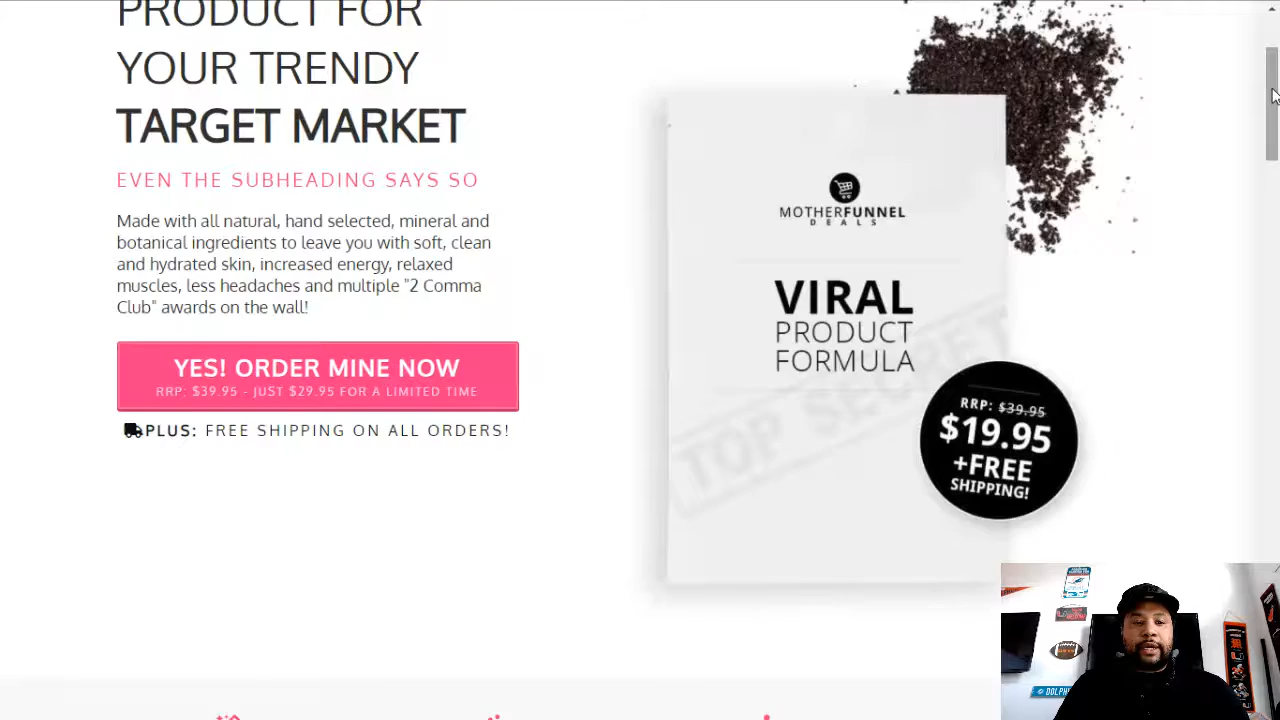 PRODUCT FOR
YOUR TRENDY
TARGET MARKET
EVEN THE SUBHEADING SAYS SO
Made with all natural, hand selected, mineral and
botanical ingredients to leave you with soft, clean
and hydrated skin, increased energy, relaxed
muscles, less headaches and multiple "2 Comma
Club" awards on the wall!
YES! ORDER MINE NOW
RRP: $39.95 - JUST $29.95 FOR A LIMITED TIME
PLUS: FREE SHIPPING ON ALL ORDERS!
MOTHERFUNNEL
DEALS
VIRAL
PRODUCT
FORMULA
TOP SECRET
RRP: $39.95
$19.95
+FREE
SHIPPING!